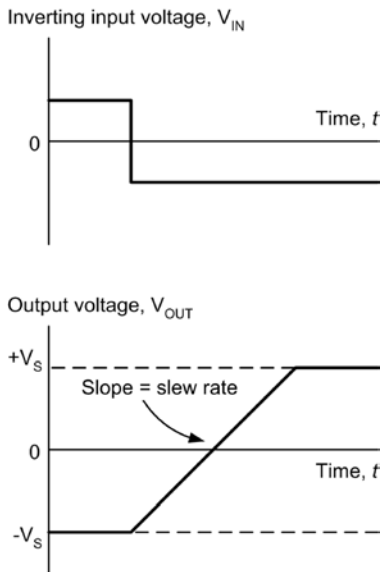 Inverting input voltage, V_IN
Time, t
0
Output voltage, V_OUT
+V_S
Slope = slew rate
0
Time, t
-V_S